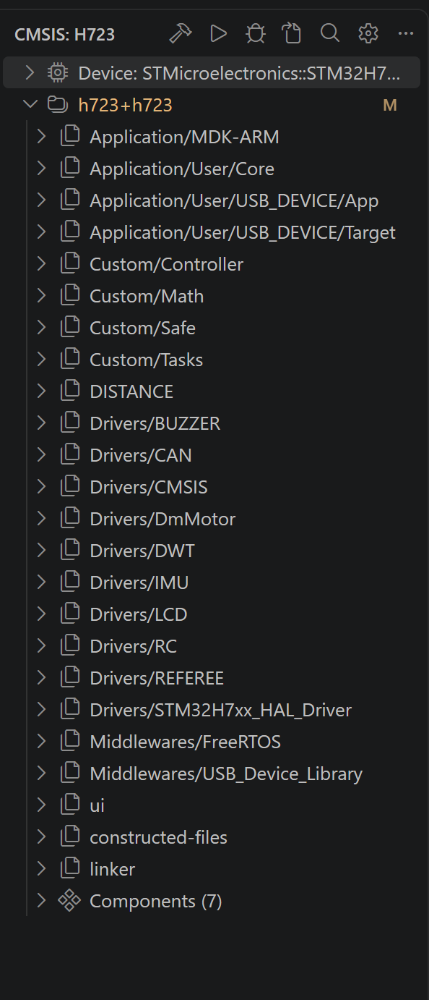 CMSIS: H723
Device: STMicroelectronics::STM32H7...
h723+h723 M
Application/MDK-ARM
Application/User/Core
Application/User/USB_DEVICE/App
Application/User/USB_DEVICE/Target
Custom/Controller
Custom/Math
Custom/Safe
Custom/Tasks
DISTANCE
Drivers/BUZZER
Drivers/CAN
Drivers/CMSIS
Drivers/DmMotor
Drivers/DWT
Drivers/IMU
Drivers/LCD
Drivers/RC
Drivers/REFEREE
Drivers/STM32H7xx_HAL_Driver
Middlewares/FreeRTOS
Middlewares/USB_Device_Library
ui
constructed-files
linker
Components (7)